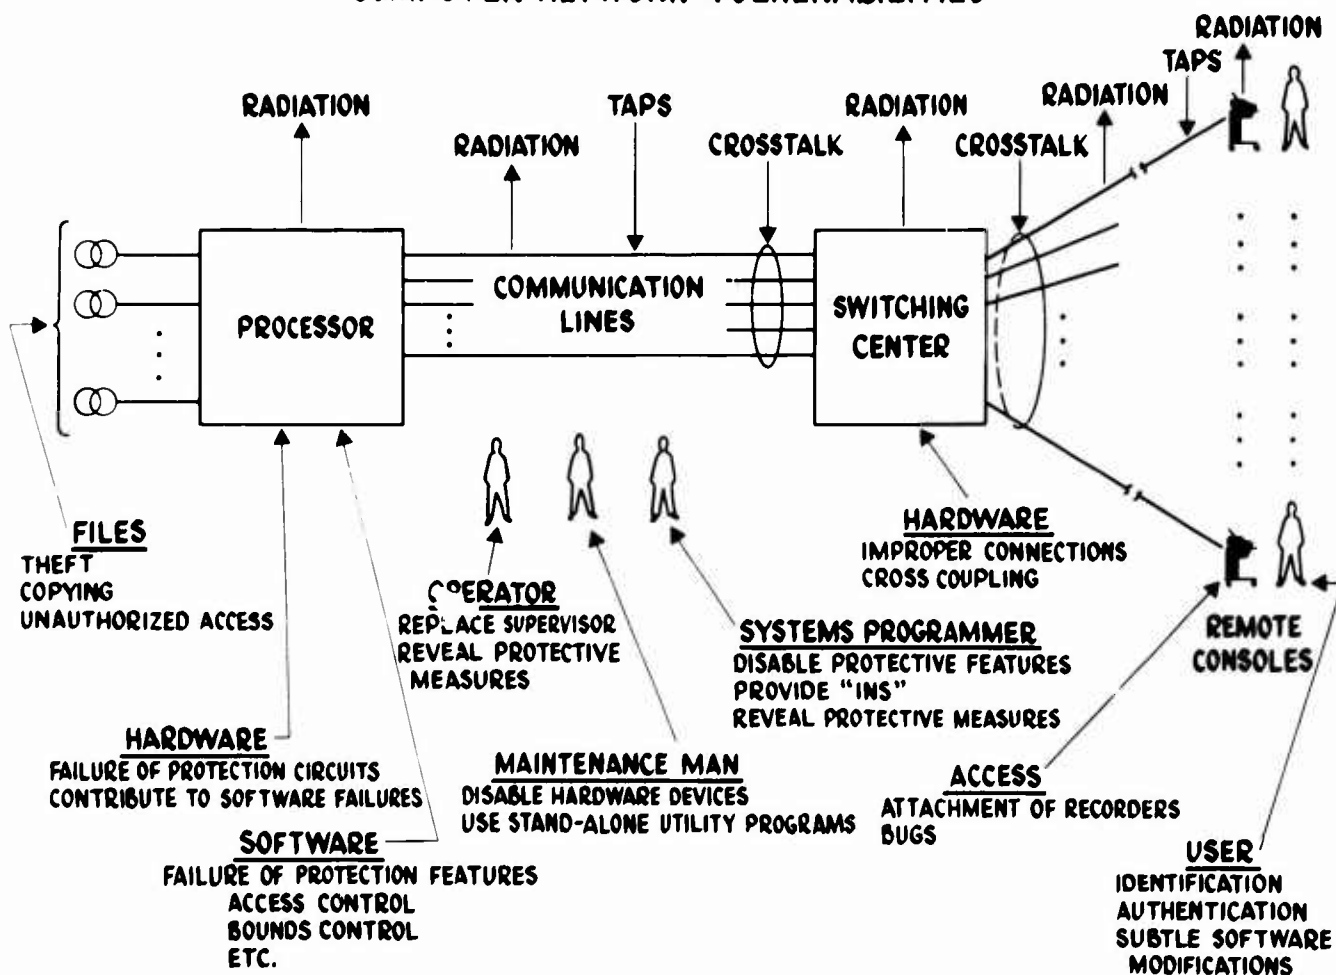 COMPUTER NETWORK VULNERABILITIES
RADIATION
TAPS
RADIATION
TAPS
RADIATION
RADIATION
RADIATION
CROSSTALK
CROSSTALK
PROCESSOR
COMMUNICATION
LINES
SWITCHING
CENTER
FILES
THEFT
COPYING
UNAUTHORIZED ACCESS
OPERATOR
REPLACE SUPERVISOR
REVEAL PROTECTIVE
MEASURES
HARDWARE
IMPROPER CONNECTIONS
CROSS COUPLING
REMOTE
CONSOLES
SYSTEMS PROGRAMMER
DISABLE PROTECTIVE FEATURES
PROVIDE "INS"
REVEAL PROTECTIVE MEASURES
HARDWARE
FAILURE OF PROTECTION CIRCUITS
CONTRIBUTE TO SOFTWARE FAILURES
MAINTENANCE MAN
DISABLE HARDWARE DEVICES
USE STAND-ALONE UTILITY PROGRAMS
ACCESS
ATTACHMENT OF RECORDERS
BUGS
SOFTWARE
FAILURE OF PROTECTION FEATURES
ACCESS CONTROL
BOUNDS CONTROL
ETC.
USER
IDENTIFICATION
AUTHENTICATION
SUBTLE SOFTWARE
MODIFICATIONS